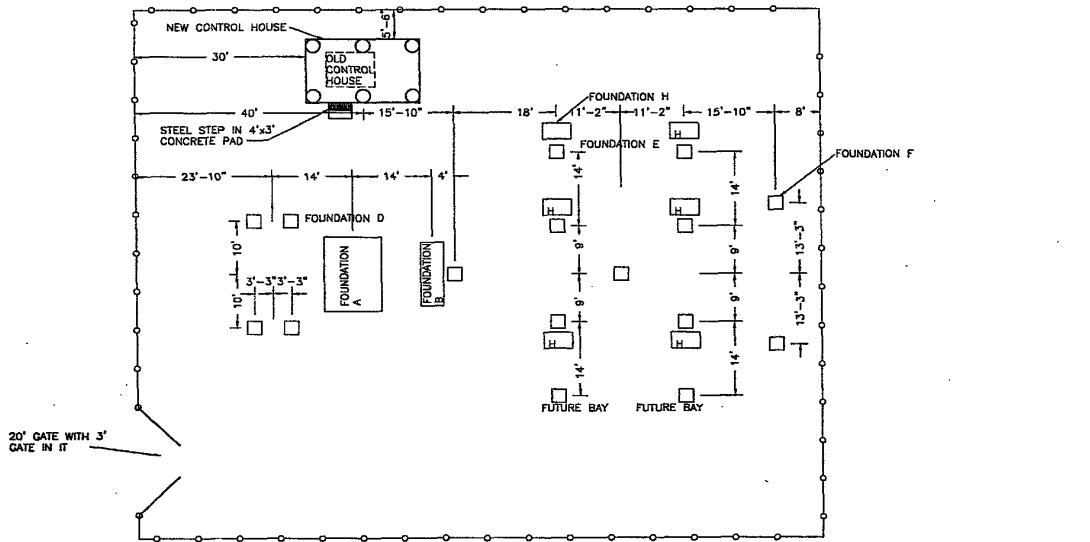 NEW CONTROL HOUSE
5'-6"
30'
OLD
CONTROL
HOUSE
FOUNDATION H
40'
15'-10"
18'
11'-2"
11'-2"
15'-10"
8'
STEEL STEP IN 4'x3'
CONCRETE PAD
H
FOUNDATION E
FOUNDATION F
23'-10"
14'
14'
4'
14'
14'
H
H
FOUNDATION D
10'
FOUNDATION
A
FOUNDATION
B
9'
9'
13'-3"
3'-3"
3'-3"
10'
9'
9'
13'-3"
H
H
14'
14'
FUTURE BAY
FUTURE BAY
20' GATE WITH 3'
GATE IN IT